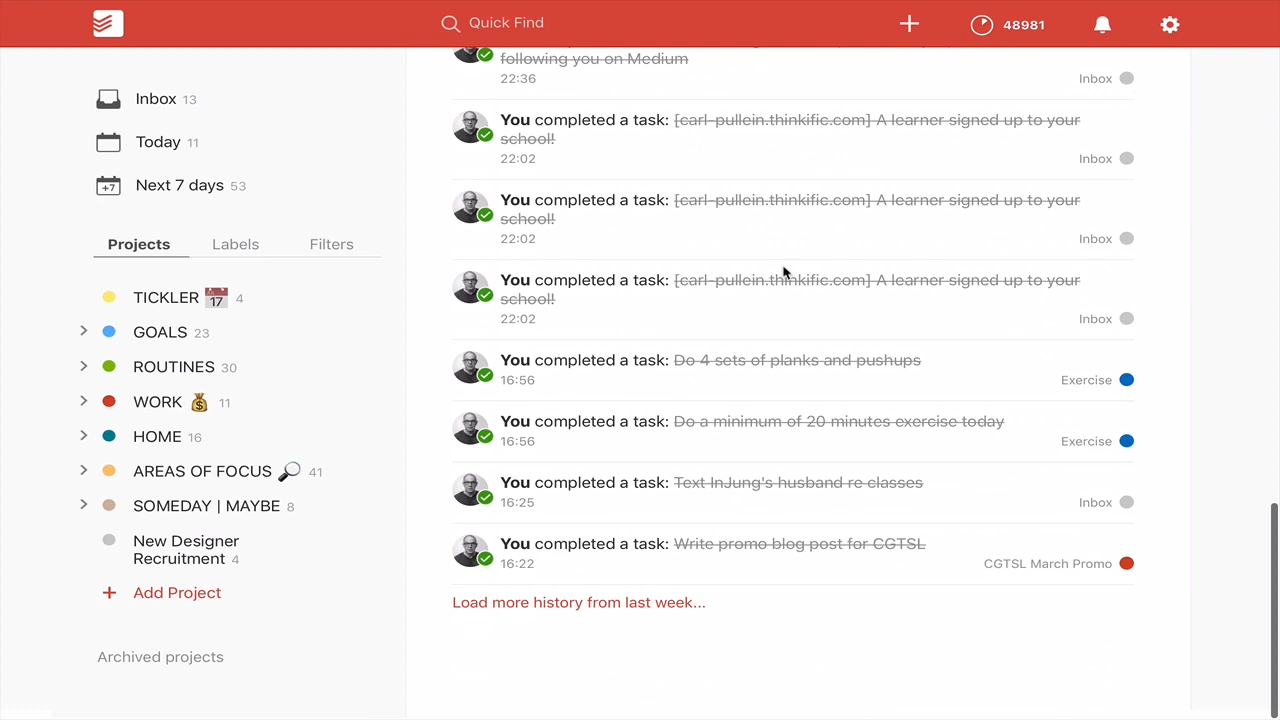 Quick Find
48981
Inbox 13
Today 11
+7 Next 7 days 53
Projects Labels Filters
TICKLER 17 4
GOALS 23
ROUTINES 30
WORK 11
HOME 16
AREAS OF FOCUS 41
SOMEDAY | MAYBE 8
New Designer
Recruitment 4
+ Add Project
Archived projects
following you on Medium
22:36 Inbox
You completed a task: [carl-pullein.thinkific.com] A learner signed up to your
school!
22:02 Inbox
You completed a task: [carl-pullein.thinkific.com] A learner signed up to your
school!
22:02 Inbox
You completed a task: [carl-pullein.thinkific.com] A learner signed up to your
school!
22:02 Inbox
You completed a task: Do 4 sets of planks and pushups
16:56 Exercise
You completed a task: Do a minimum of 20 minutes exercise today
16:56 Exercise
You completed a task: Text InJung's husband re classes
16:25 Inbox
You completed a task: Write promo blog post for CGTSL
16:22 CGTSL March Promo
Load more history from last week...